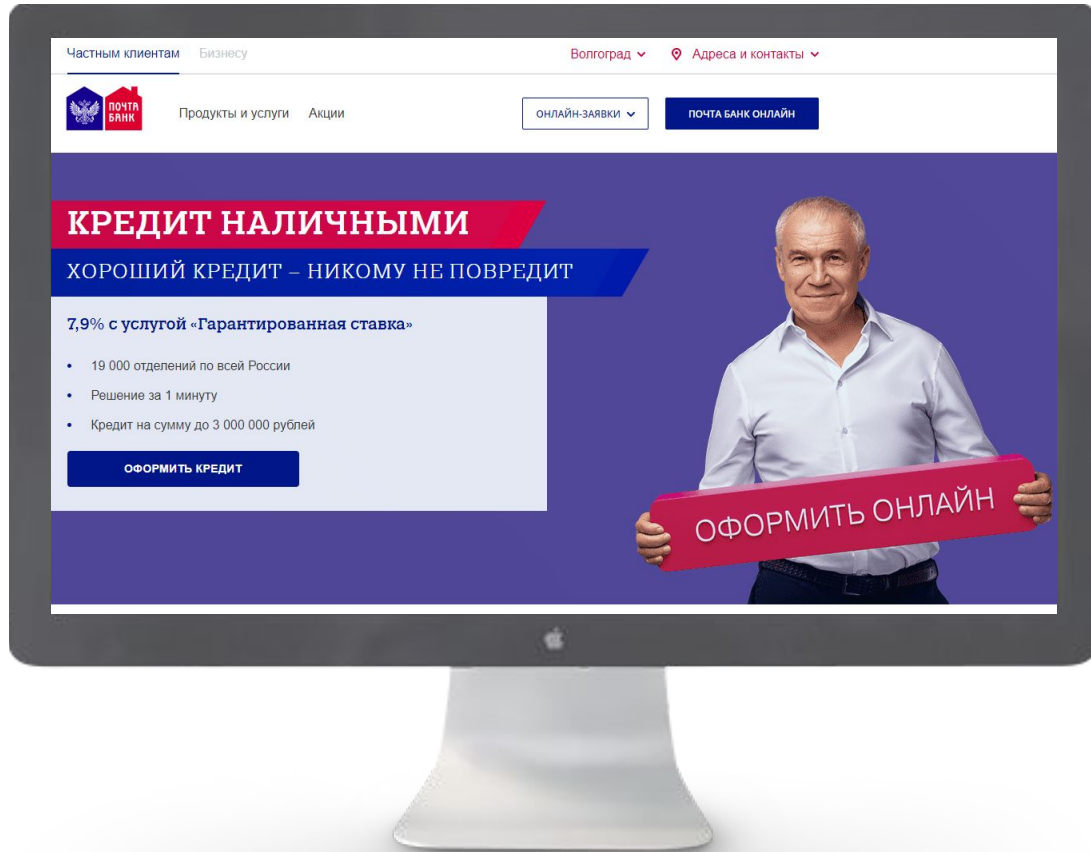 Частным клиентам Бизнесу Волгоград Адреса и контакты
ПОЧТА
БАНК
Продукты и услуги Акции ОНЛАЙН-ЗАЯВКИ ПОЧТА БАНК ОНЛАЙН
КРЕДИТ НАЛИЧНЫМИ
ХОРОШИЙ КРЕДИТ – НИКОМУ НЕ ПОВРЕДИТ
7,9% с услугой «Гарантированная ставка»
• 19 000 отделений по всей России
• Решение за 1 минуту
• Кредит на сумму до 3 000 000 рублей
ОФОРМИТЬ КРЕДИТ
ОФОРМИТЬ ОНЛАЙН